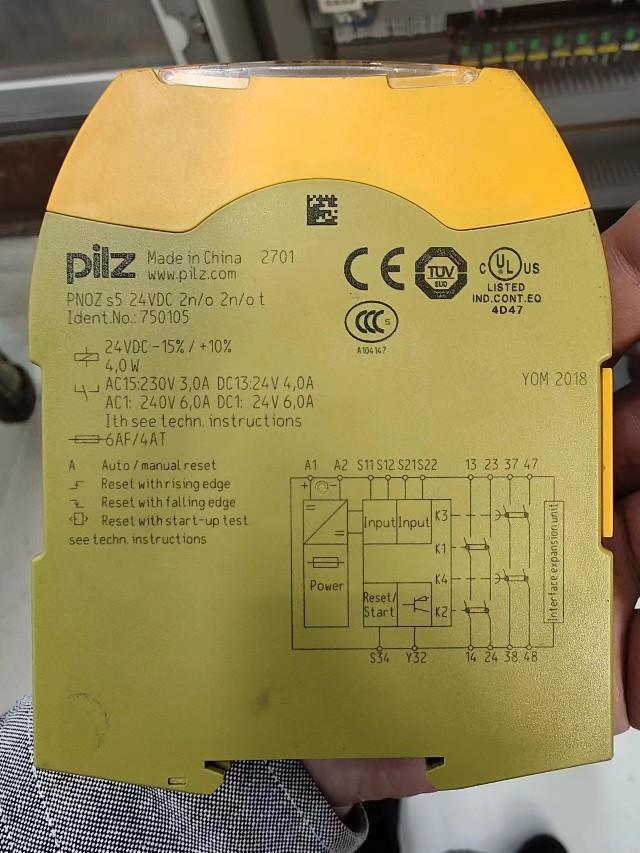 pilz Made in China 2701
www.pilz.com
PNOZ s5 24VDC 2n/o 2n/o t
Ident.No.: 750105
CE
TÜV
SÜD
c UL US
LISTED
IND.CONT.EQ
4D47
CCC S
A104147
24VDC -15% / +10%
4,0 W
AC15:230V 3,0A DC13:24V 4,0A
AC1: 240V 6,0A DC1: 24V 6,0A
Ith see techn. instructions
6AF/4AT
YOM 2018
A Auto / manual reset
Reset with rising edge
Reset with falling edge
Reset with start-up test
see techn. instructions
A1 A2 S11 S12 S21 S22 13 23 37 47
+ -
Input Input
K3
K1
K4
K2
Power
Reset/
Start
Interface expansion unit
S34 Y32 14 24 38 48